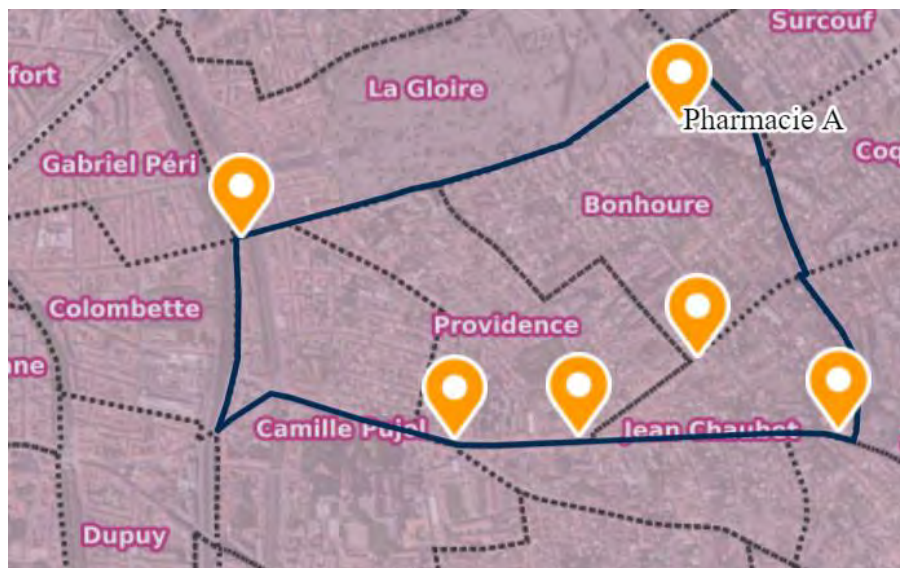 Surcouf
fort
La Gloire
Pharmacie A
Gabriel Péri
Coq
Bonhoure
Colombette
Providence
ne
Camille Pujol
Jean Chaubet
Dupuy